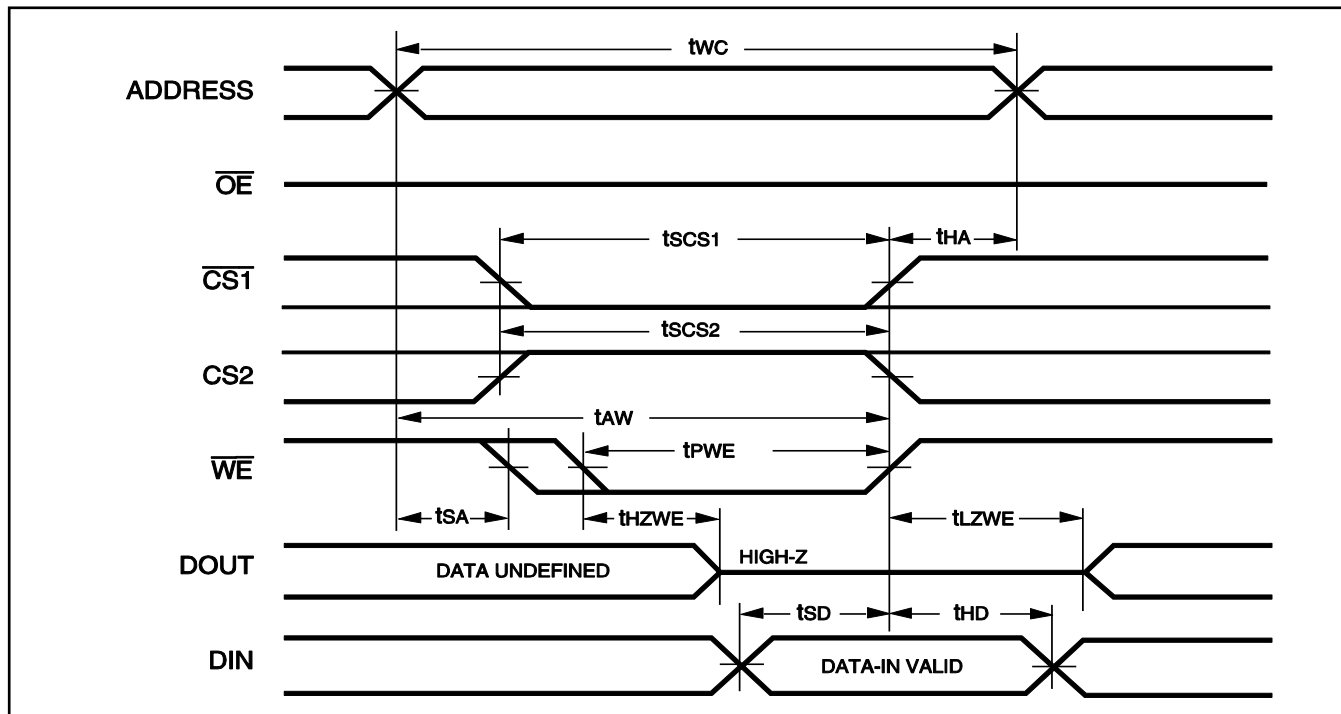 tWC
ADDRESS
OE
tSCS1
tHA
CS1
tSCS2
CS2
tAW
WE
tPWE
tSA
tHZWE
tLZWE
DOUT
DATA UNDEFINED
HIGH-Z
tSD
tHD
DIN
DATA-IN VALID